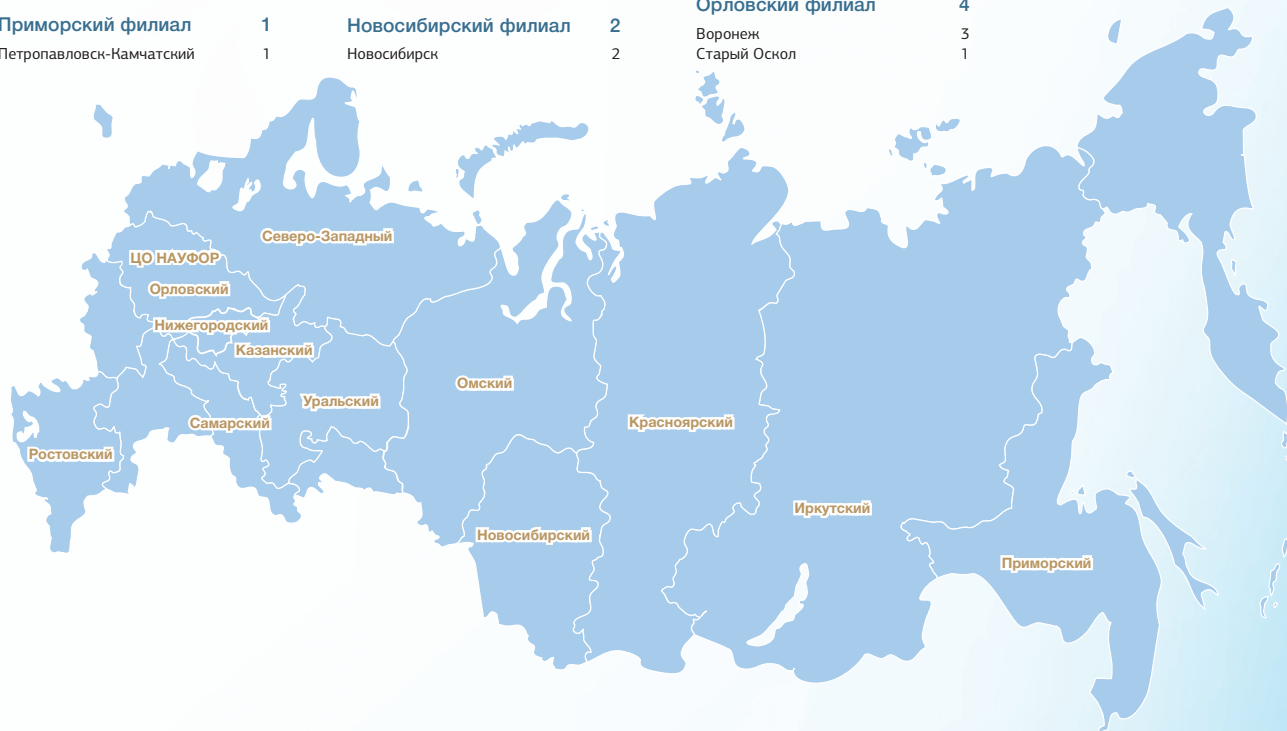 Приморский филиал 1
Петропавловск-Камчатский 1
Новосибирский филиал 2
Новосибирск 2
Орловский филиал 4
Воронеж 3
Старый Оскол 1
Северо-Западный
ЦО НАУФОР
Орловский
Нижегородский
Казанский
Омский
Уральский
Самарский
Красноярский
Ростовский
Иркутский
Новосибирский
Приморский